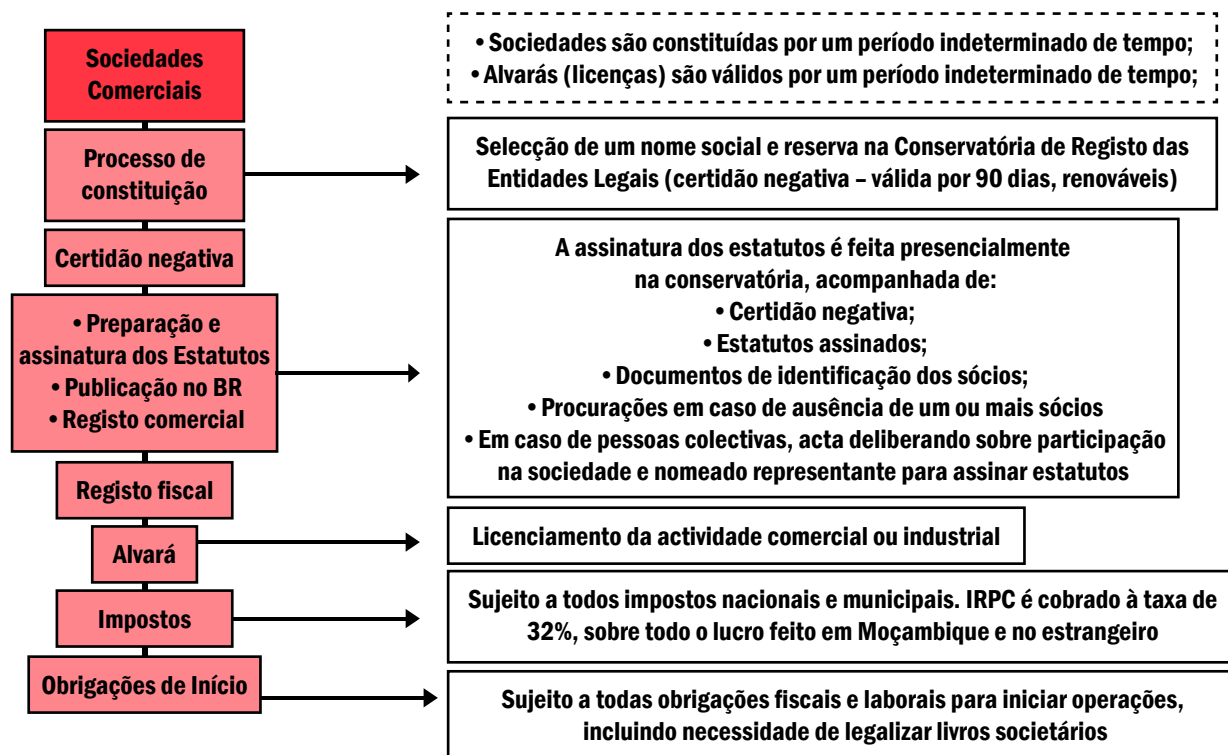 Sociedades
Comerciais
• Sociedades são constituídas por um período indeterminado de tempo;
• Alvarás (licenças) são válidos por um período indeterminado de tempo;
Processo de
constituição
Selecção de um nome social e reserva na Conservatória de Registo das
Entidades Legais (certidão negativa – válida por 90 dias, renováveis)
Certidão negativa
• Preparação e
assinatura dos Estatutos
• Publicação no BR
• Registo comercial
A assinatura dos estatutos é feita presencialmente
na conservatória, acompanhada de:
• Certidão negativa;
• Estatutos assinados;
• Documentos de identificação dos sócios;
• Procurações em caso de ausência de um ou mais sócios
• Em caso de pessoas colectivas, acta deliberando sobre participação
na sociedade e nomeado representante para assinar estatutos
Registo fiscal
Alvará
Licenciamento da actividade comercial ou industrial
Impostos
Sujeito a todos impostos nacionais e municipais. IRPC é cobrado à taxa de
32%, sobre todo o lucro feito em Moçambique e no estrangeiro
Obrigações de Início
Sujeito a todas obrigações fiscais e laborais para iniciar operações,
incluindo necessidade de legalizar livros societários